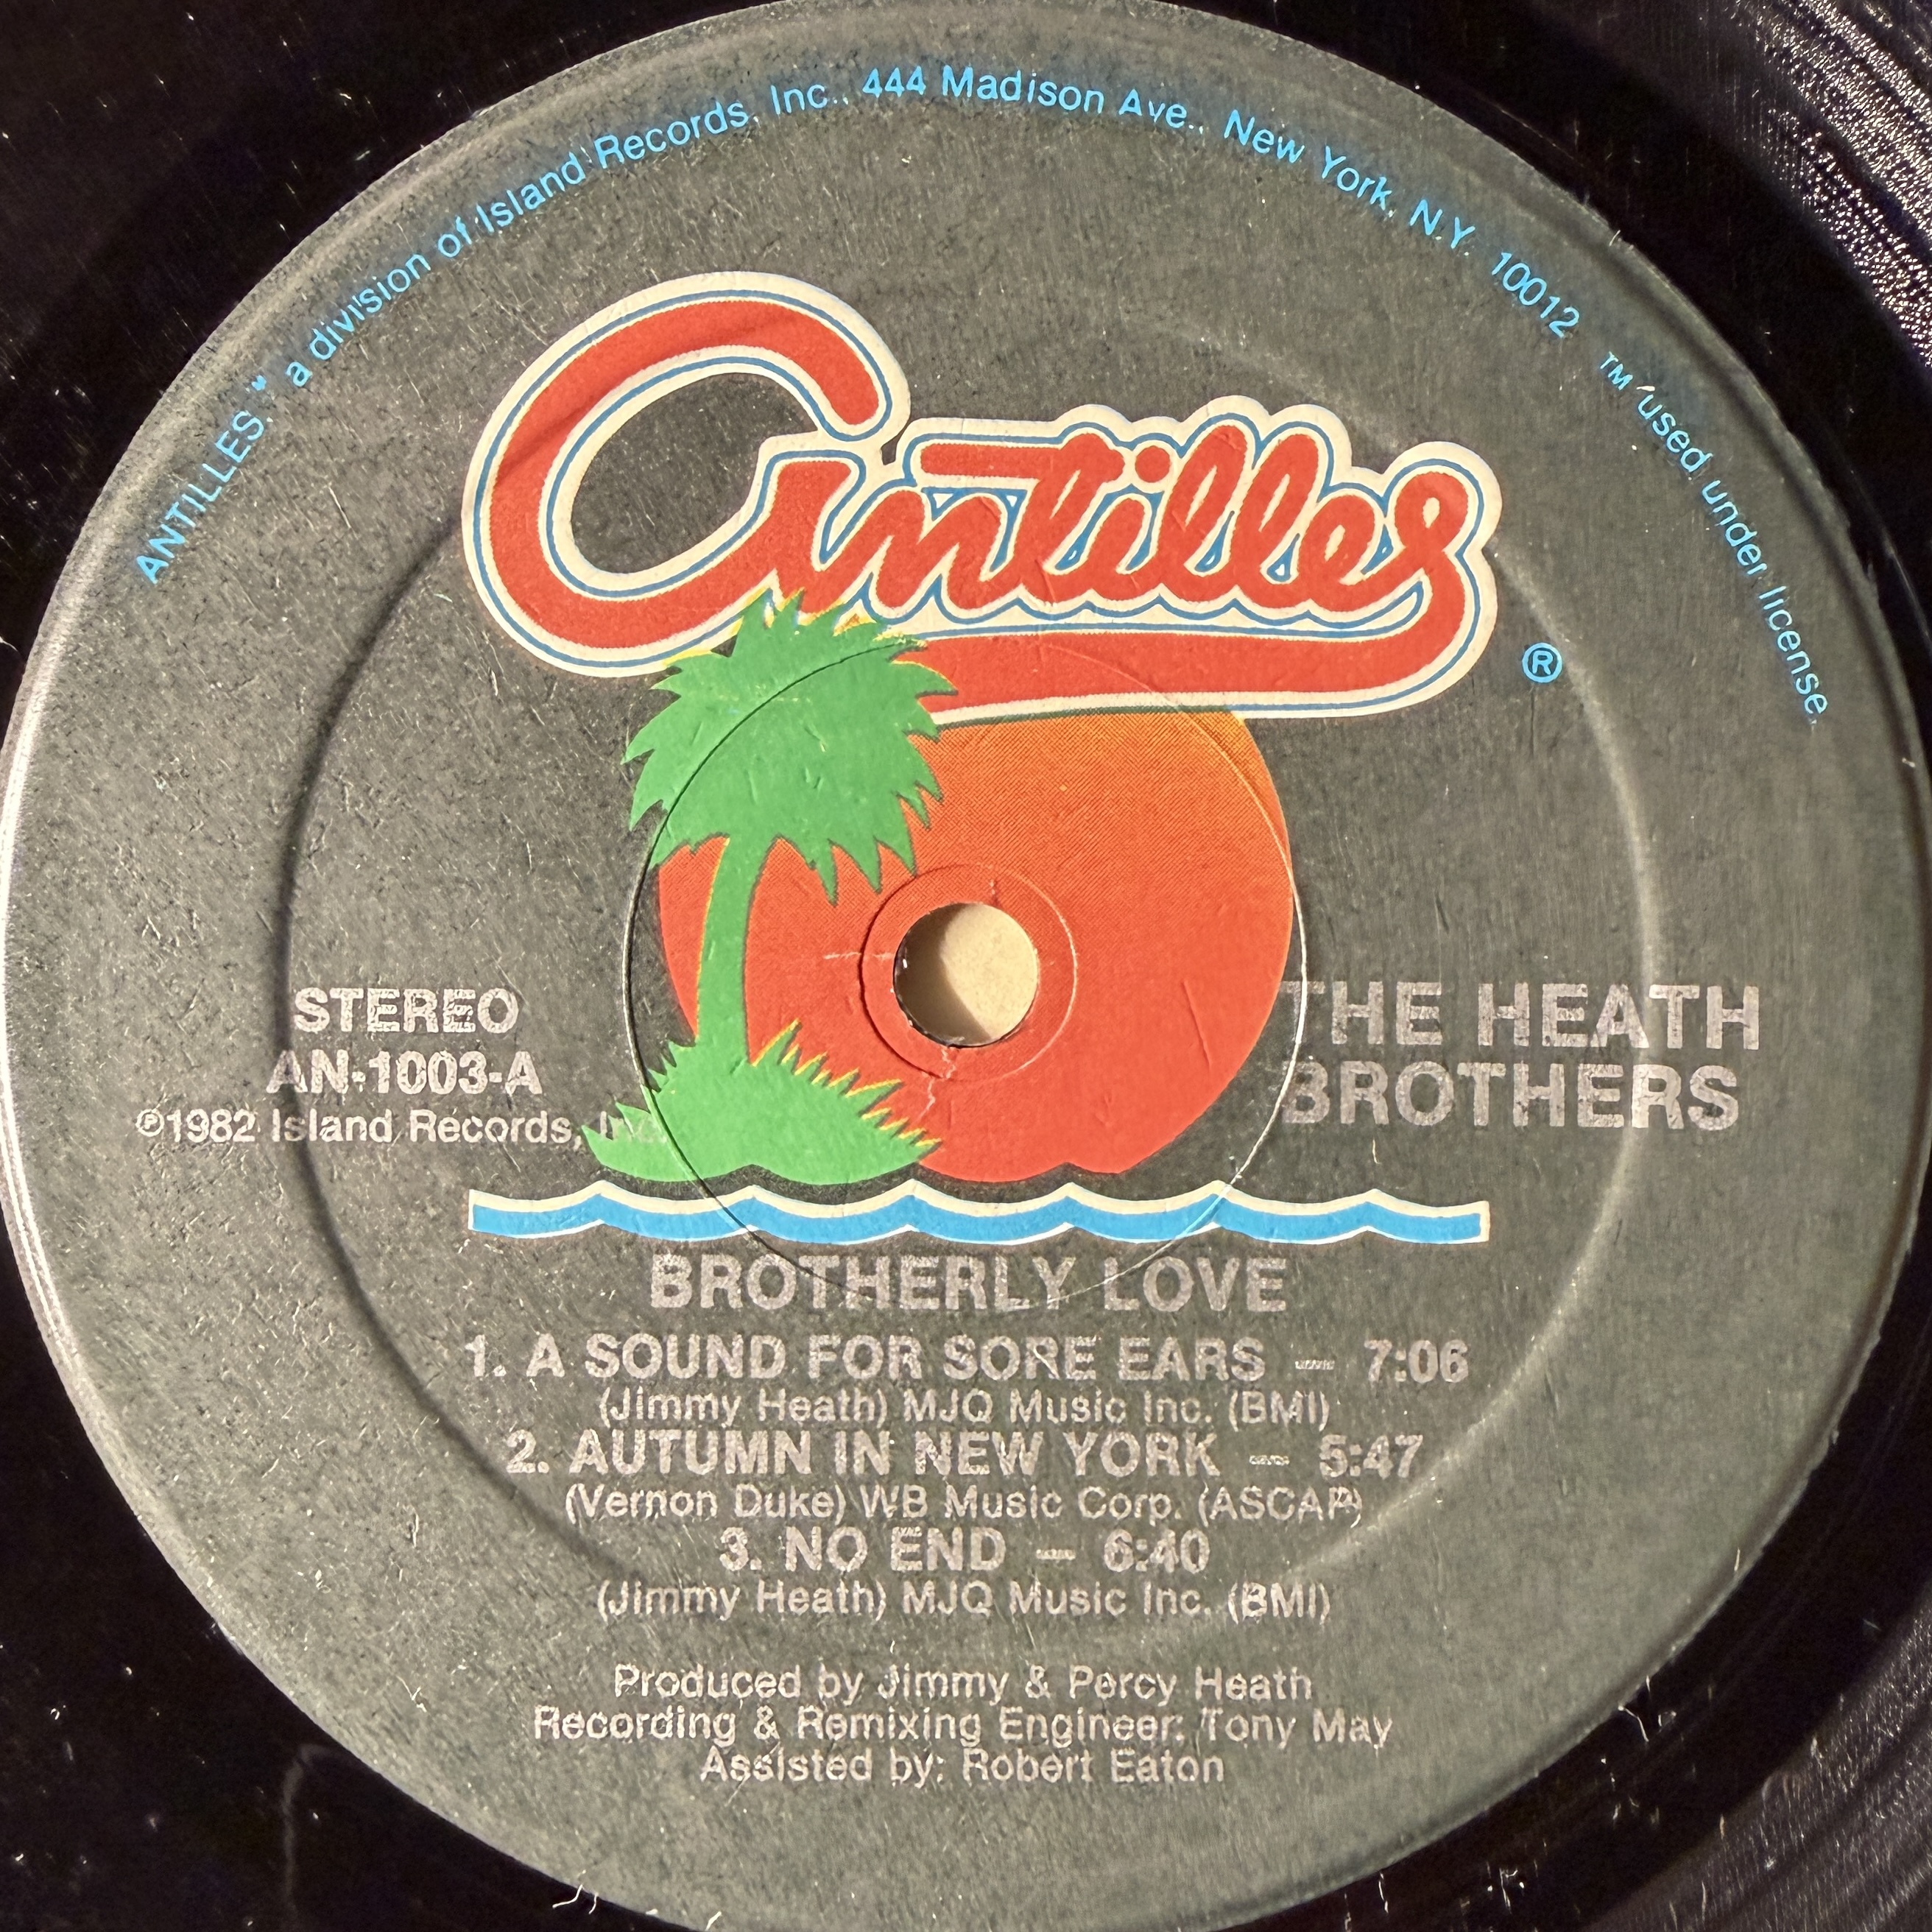 ANTILLES,™ a division of Island Records, Inc., 444 Madison Ave., New York, N.Y. 10012 ™ used under license.
Antilles
®
STEREO
AN-1003-A
℗1982 Island Records, Inc.
THE HEATH
BROTHERS
BROTHERLY LOVE
1. A SOUND FOR SORE EARS — 7:06
(Jimmy Heath) MJQ Music Inc. (BMI)
2. AUTUMN IN NEW YORK — 5:47
(Vernon Duke) WB Music Corp. (ASCAP)
3. NO END — 6:40
(Jimmy Heath) MJQ Music Inc. (BMI)
Produced by Jimmy & Percy Heath
Recording & Remixing Engineer: Tony May
Assisted by: Robert Eaton